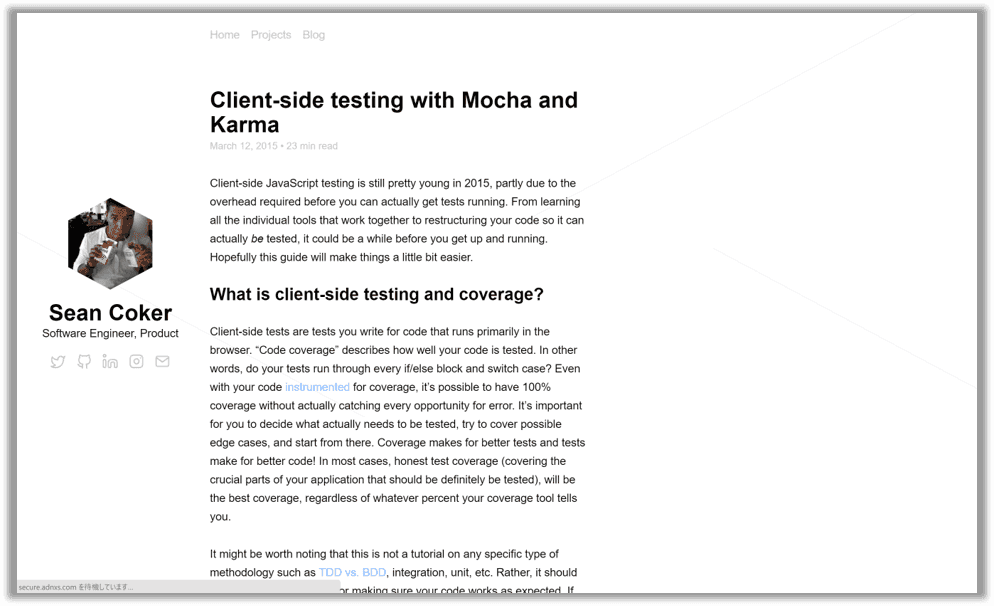 Home Projects Blog
Client-side testing with Mocha and
Karma
March 12, 2015 • 23 min read
Client-side JavaScript testing is still pretty young in 2015, partly due to the
overhead required before you can actually get tests running. From learning
all the individual tools that work together to restructuring your code so it can
actually be tested, it could be a while before you get up and running.
Hopefully this guide will make things a little bit easier.
Sean Coker
Software Engineer, Product
What is client-side testing and coverage?
Client-side tests are tests you write for code that runs primarily in the
browser. “Code coverage” describes how well your code is tested. In other
words, do your tests run through every if/else block and switch case? Even
with your code instrumented for coverage, it’s possible to have 100%
coverage without actually catching every opportunity for error. It’s important
for you to decide what actually needs to be tested, try to cover possible
edge cases, and start from there. Coverage makes for better tests and tests
make for better code! In most cases, honest test coverage (covering the
crucial parts of your application that should be definitely be tested), will be
the best coverage, regardless of whatever percent your coverage tool tells
you.
It might be worth noting that this is not a tutorial on any specific type of
methodology such as TDD vs. BDD, integration, unit, etc. Rather, it should
or making sure your code works as expected. If
secure.adnxs.com を待機しています...